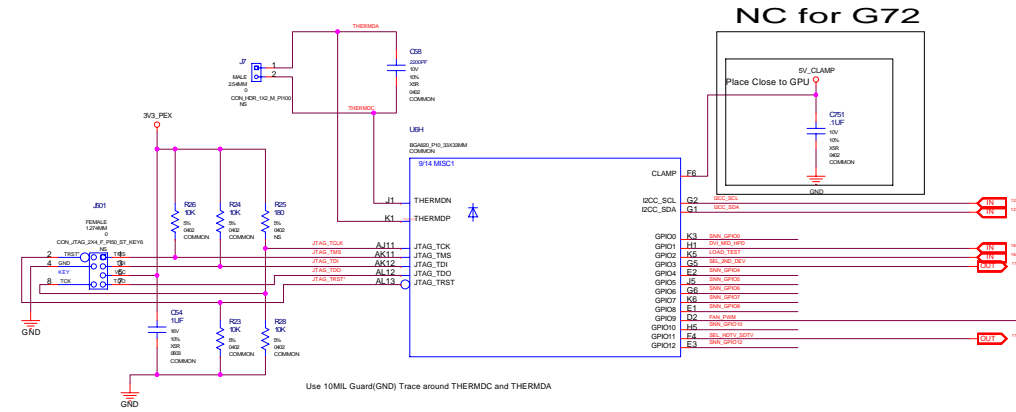 NC for G72
5V_CLAMP
Place Close to GPU
C751
.1UF
10V
10%
X5R
0402
COMMON
GND
THERMDA
J7
1
2
MALE
2.54MM
0
CON_HDR_1X2_M_PI100
NS
C58
2200PF
10V
10%
X5R
0402
COMMON
THERMDC
U6H
BGA820_P10_33X33MM
COMMON
9/14 MISC1
3V3_PEX
R26
10K
5%
0402
COMMON
R24
10K
5%
0402
COMMON
R25
180
5%
0402
NS
J501
FEMALE
1.27MM
0
CON_JTAG_2X4_F_PI50_ST_KEY6
NS
2 TRST* TMS
4 GND TDI
KEY
8 TCK
GND
C54
1UF
16V
10%
X5R
0603
COMMON
R23
10K
5%
0402
COMMON
R28
10K
5%
0402
COMMON
GND
J1 THERMDN
K1 THERMDP
JTAG_TCLK AJ11 JTAG_TCK
JTAG_TMS AK11 JTAG_TMS
JTAG_TDI AK12 JTAG_TDI
JTAG_TDO AL12 JTAG_TDO
JTAG_TRST* AL13 JTAG_TRST
CLAMP F6
I2CC_SCL G2 I2CC_SCL IN
I2CC_SDA G1 I2CC_SDA IN
GPIO0 K3 SNN_GPIO0
GPIO1 H1 DVI_MID_HPD IN
GPIO2 K5 LOAD_TEST IN
GPIO3 G5 SEL_2ND_DEV OUT
GPIO4 E2 SNN_GPIO4
GPIO5 J5 SNN_GPIO5
GPIO6 G6 SNN_GPIO6
GPIO7 K6 SNN_GPIO7
GPIO8 E1 SNN_GPIO8
GPIO9 D2 FAN_PWM
GPIO10 H5 SNN_GPIO10
GPIO11 F4 SEL_HDTV_SDTV OUT
GPIO12 E3 SNN_GPIO12
Use 10MIL Guard(GND) Trace around THERMDC and THERMDA